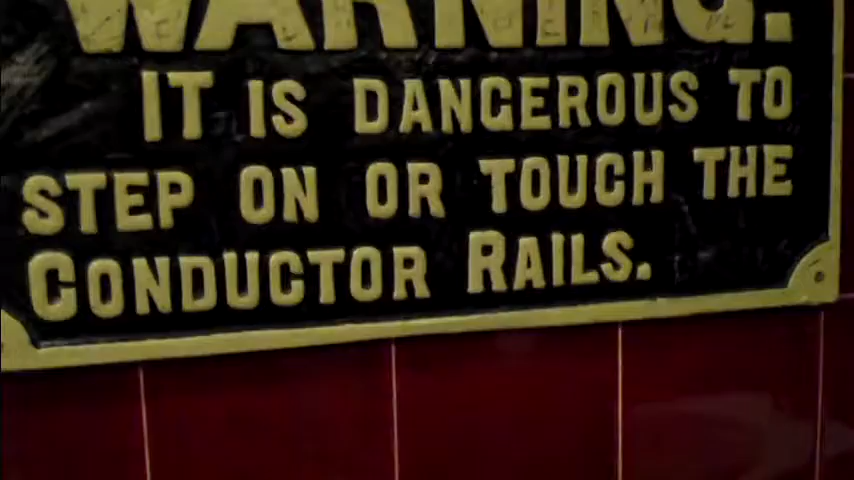 WARNING.
IT IS DANGEROUS TO
STEP ON OR TOUCH THE
CONDUCTOR RAILS.